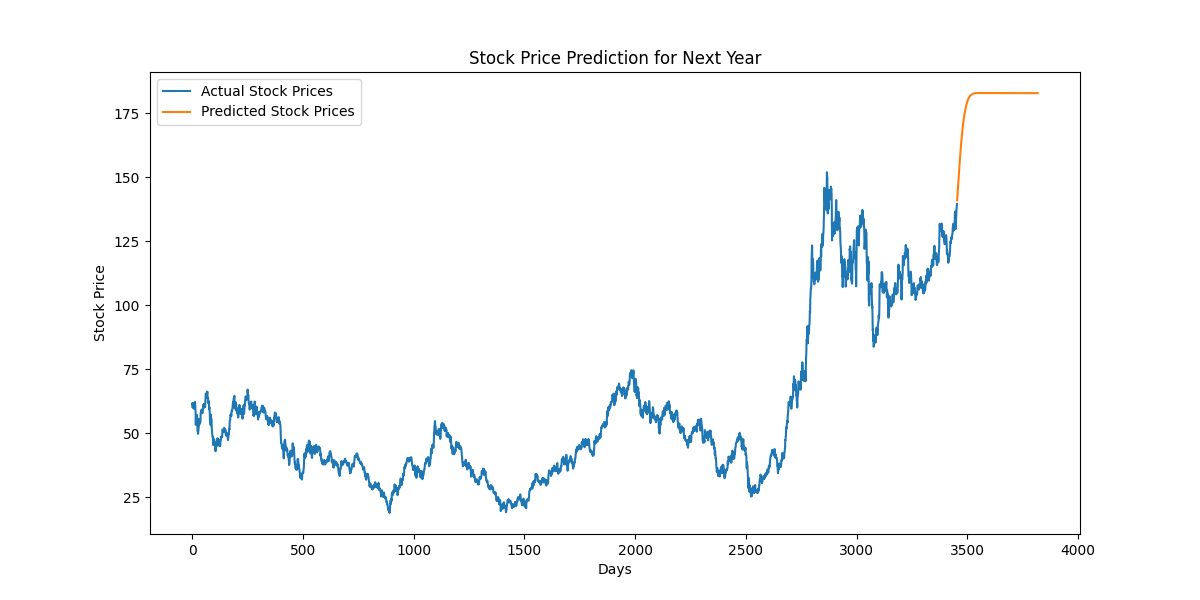 Stock Price Prediction for Next Year
Actual Stock Prices
Predicted Stock Prices
Stock Price
175
150
125
100
75
50
25
0 500 1000 1500 2000 2500 3000 3500 4000
Days